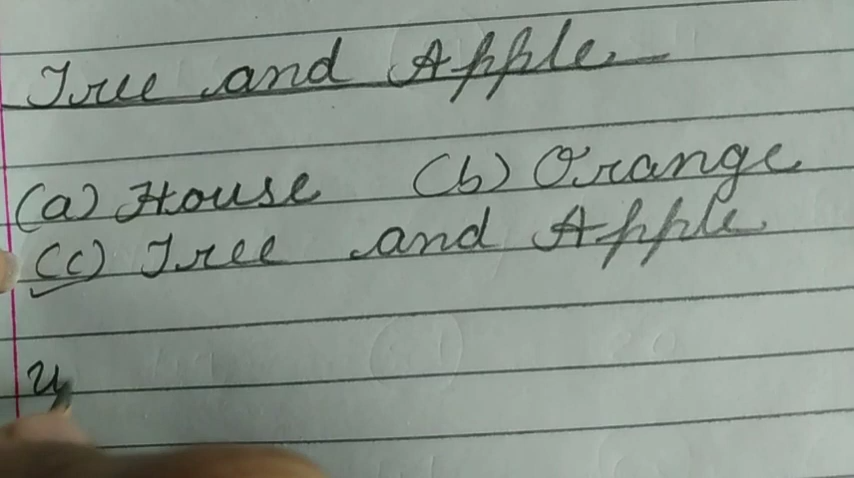 Tree and Apple.
(a) House (b) Orange
(c) Tree and Apple.